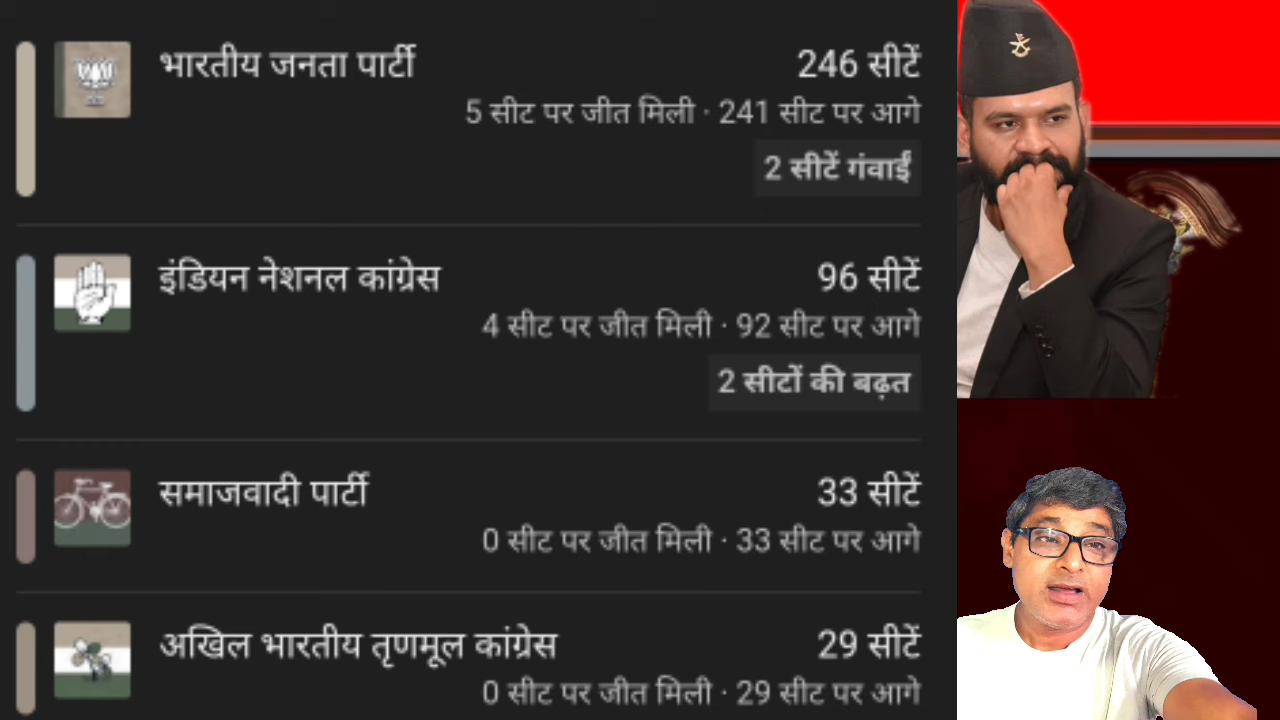 भारतीय जनता पार्टी 246 सीटें
5 सीट पर जीत मिली · 241 सीट पर आगे
2 सीटें गंवाईं
इंडियन नेशनल कांग्रेस 96 सीटें
4 सीट पर जीत मिली · 92 सीट पर आगे
2 सीटों की बढ़त
समाजवादी पार्टी 33 सीटें
0 सीट पर जीत मिली · 33 सीट पर आगे
अखिल भारतीय तृणमूल कांग्रेस 29 सीटें
0 सीट पर जीत मिली · 29 सीट पर आगे